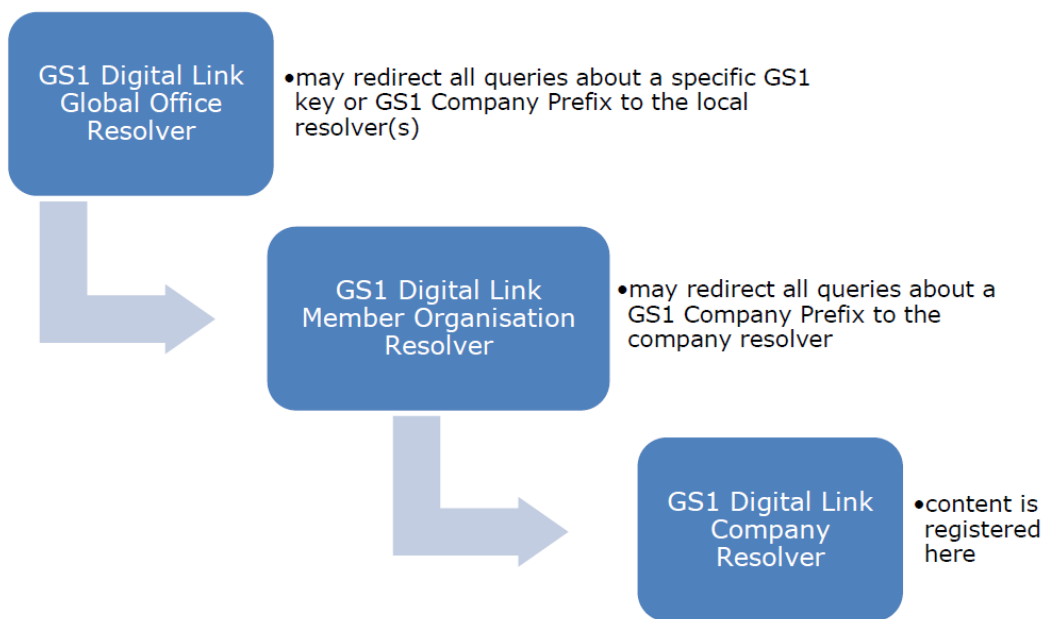 GS1 Digital Link
Global Office
Resolver
•may redirect all queries about a specific GS1
key or GS1 Company Prefix to the local
resolver(s)
GS1 Digital Link
Member Organisation
Resolver
•may redirect all queries about a
GS1 Company Prefix to the
company resolver
GS1 Digital Link
Company
Resolver
•content is
registered
here